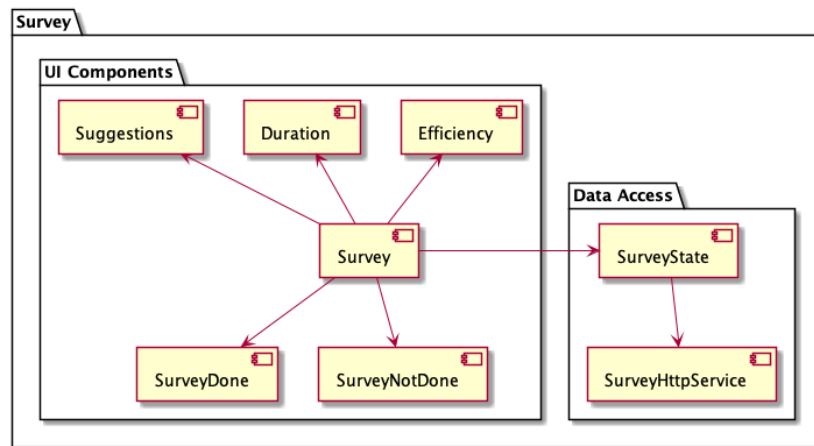 Survey
UI Components
Suggestions
Duration
Efficiency
Data Access
Survey
SurveyState
SurveyDone
SurveyNotDone
SurveyHttpService